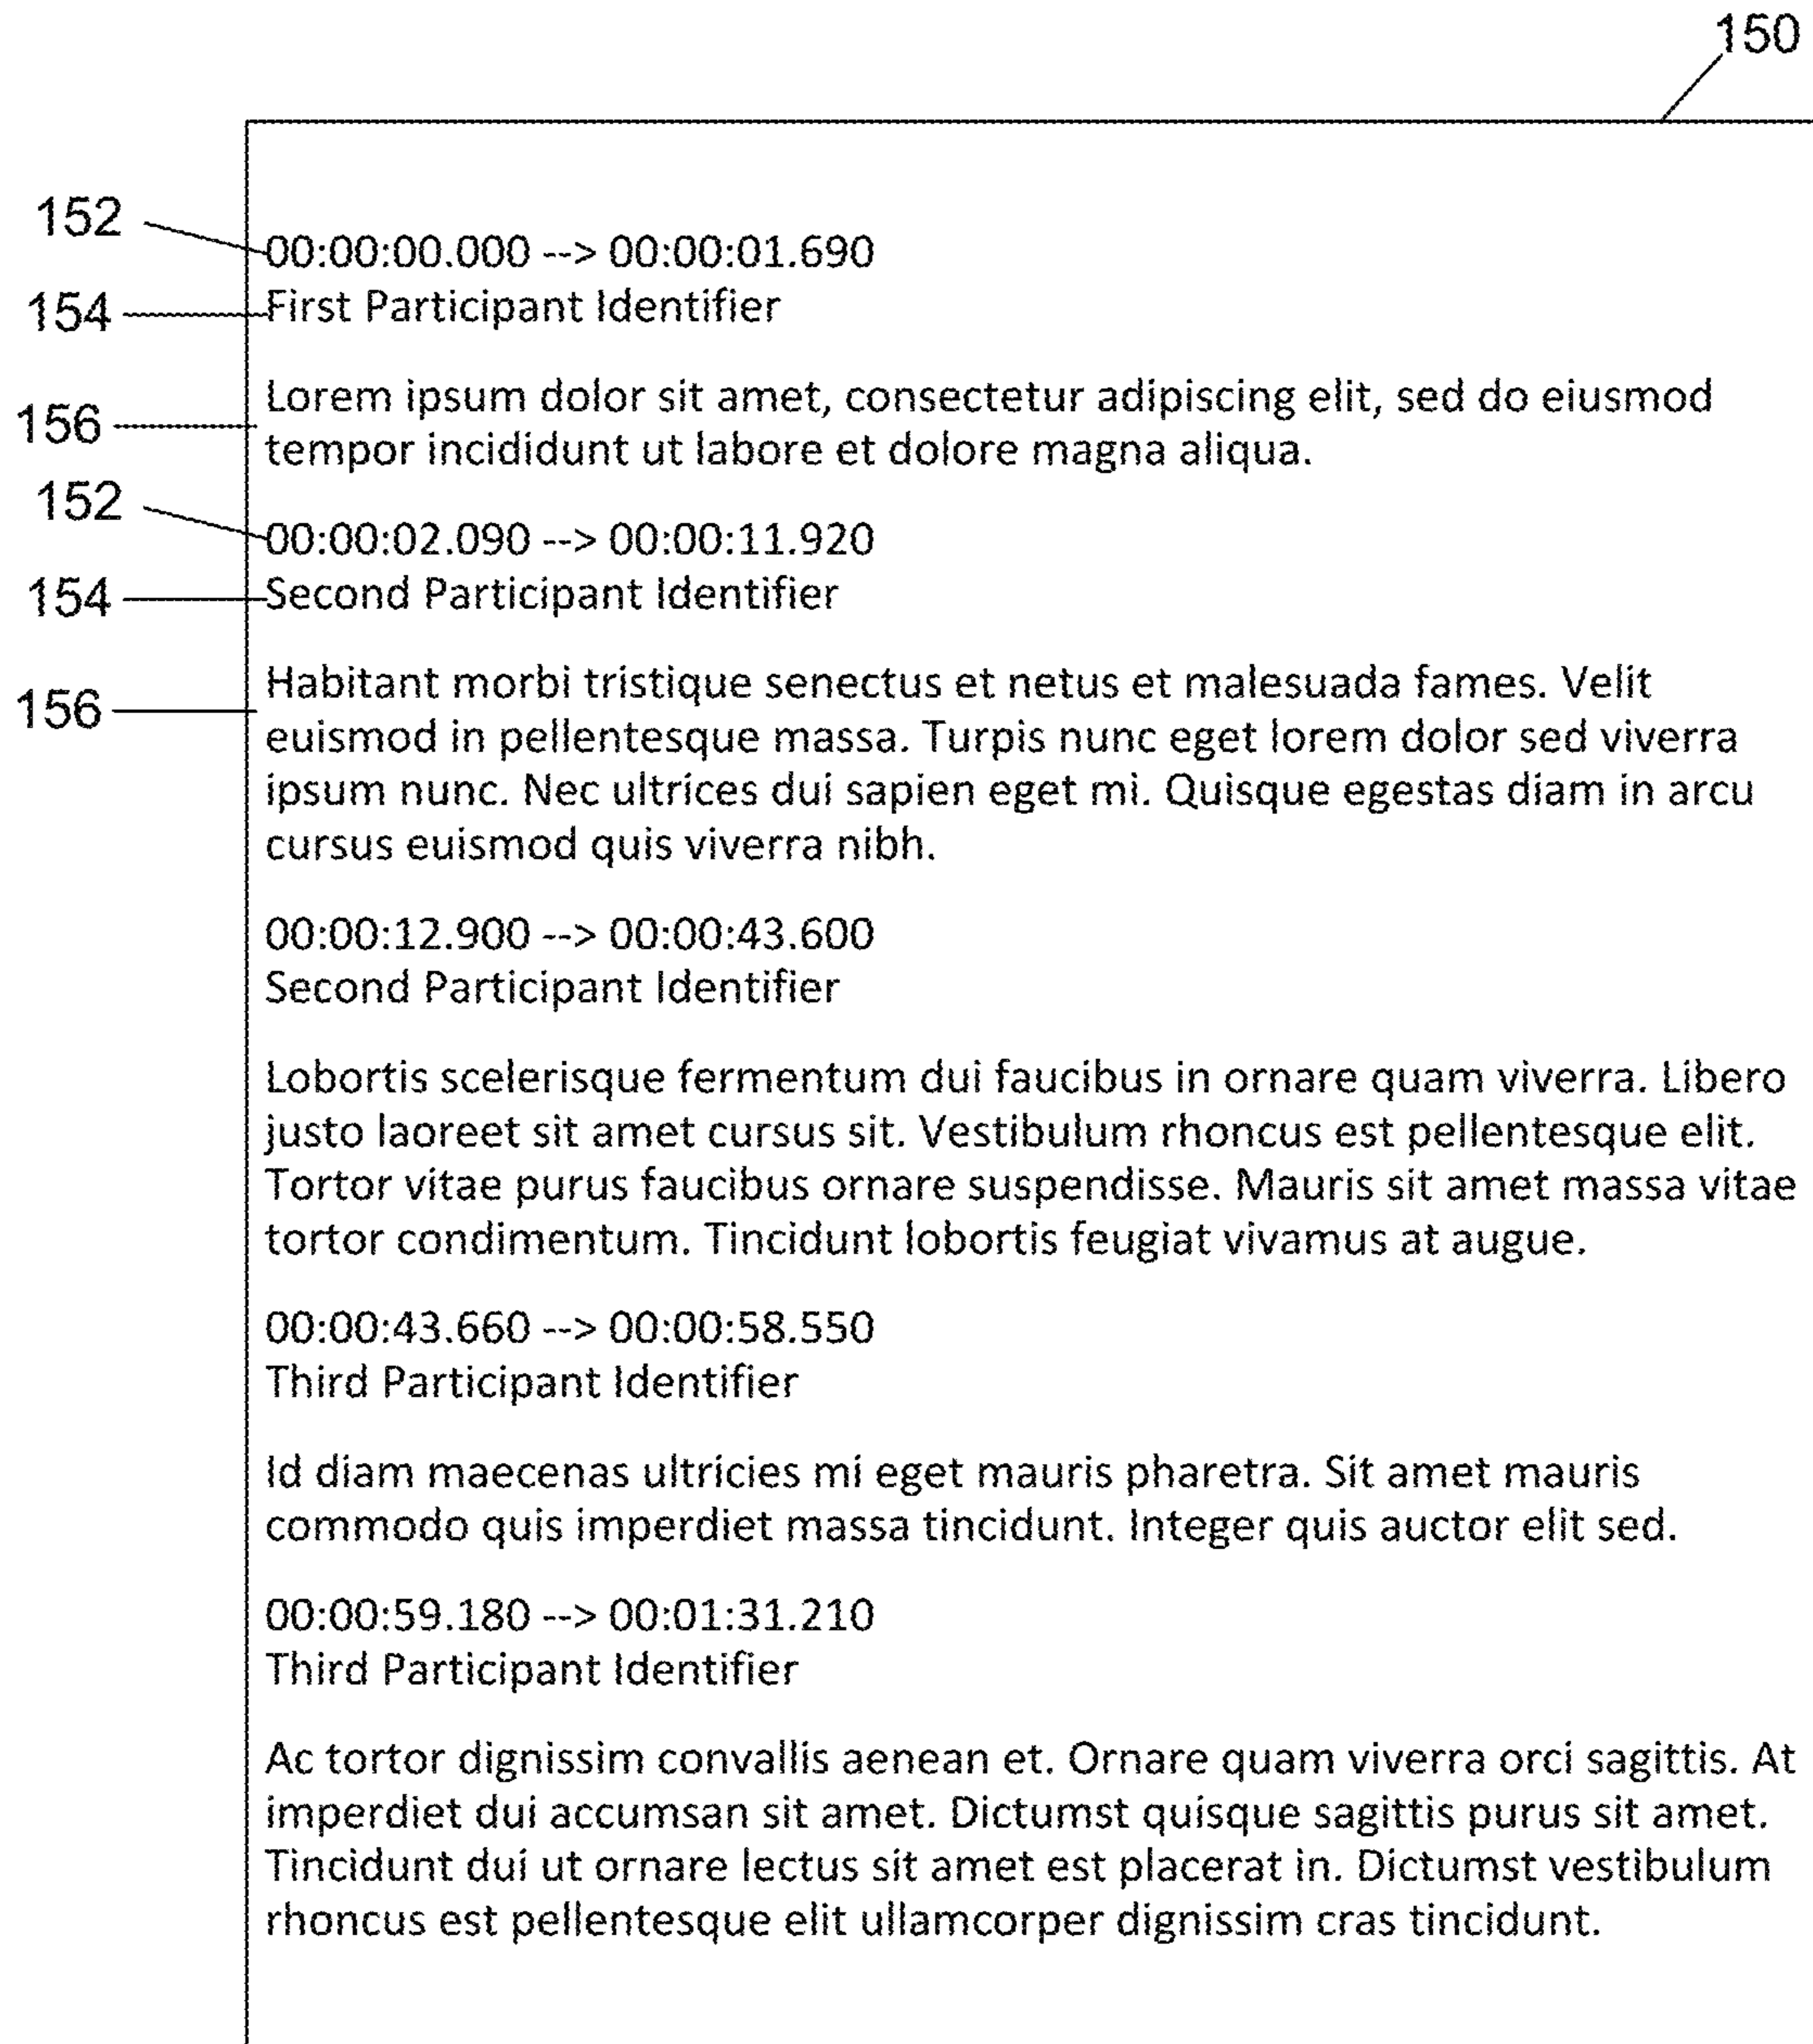 150
152
00:00:00.000 --> 00:00:01.690
154
First Participant Identifier
156
Lorem ipsum dolor sit amet, consectetur adipiscing elit, sed do eiusmod
tempor incididunt ut labore et dolore magna aliqua.
152
00:00:02.090 --> 00:00:11.920
154
Second Participant Identifier
156
Habitant morbi tristique senectus et netus et malesuada fames. Velit
euismod in pellentesque massa. Turpis nunc eget lorem dolor sed viverra
ipsum nunc. Nec ultrices dui sapien eget mi. Quisque egestas diam in arcu
cursus euismod quis viverra nibh.
00:00:12.900 --> 00:00:43.600
Second Participant Identifier
Lobortis scelerisque fermentum dui faucibus in ornare quam viverra. Libero
justo laoreet sit amet cursus sit. Vestibulum rhoncus est pellentesque elit.
Tortor vitae purus faucibus ornare suspendisse. Mauris sit amet massa vitae
tortor condimentum. Tincidunt lobortis feugiat vivamus at augue.
00:00:43.660 --> 00:00:58.550
Third Participant Identifier
Id diam maecenas ultricies mi eget mauris pharetra. Sit amet mauris
commodo quis imperdiet massa tincidunt. Integer quis auctor elit sed.
00:00:59.180 --> 00:01:31.210
Third Participant Identifier
Ac tortor dignissim convallis aenean et. Ornare quam viverra orci sagittis. At
imperdiet dui accumsan sit amet. Dictumst quisque sagittis purus sit amet.
Tincidunt dui ut ornare lectus sit amet est placerat in. Dictumst vestibulum
rhoncus est pellentesque elit ullamcorper dignissim cras tincidunt.